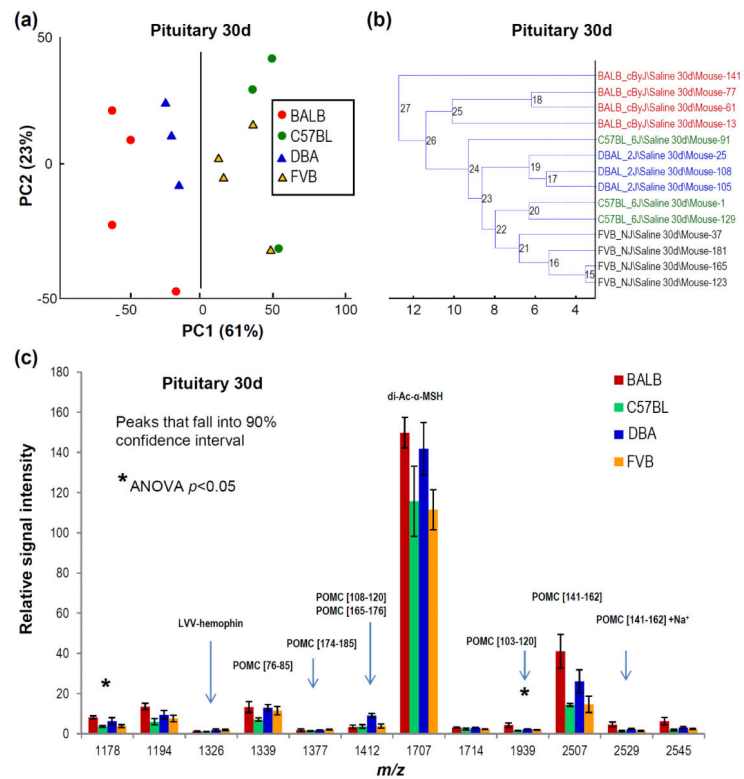 (a)
Pituitary 30d
50
0
-50
PC2 (23%)
-50
0
50
100
PC1 (61%)
BALB
C57BL
DBA
FVB
(b)
Pituitary 30d
BALB_cByJ\Saline 30d\Mouse-141
BALB_cByJ\Saline 30d\Mouse-77
BALB_cByJ\Saline 30d\Mouse-61
BALB_cByJ\Saline 30d\Mouse-13
C57BL_6J\Saline 30d\Mouse-91
DBAL_2J\Saline 30d\Mouse-25
DBAL_2J\Saline 30d\Mouse-108
DBAL_2J\Saline 30d\Mouse-105
C57BL_6J\Saline 30d\Mouse-1
C57BL_6J\Saline 30d\Mouse-129
FVB_NJ\Saline 30d\Mouse-37
FVB_NJ\Saline 30d\Mouse-181
FVB_NJ\Saline 30d\Mouse-165
FVB_NJ\Saline 30d\Mouse-123
27
18
26
24
19
17
23
20
22
21
16
15
12 10 8 6 4
(c)
Pituitary 30d
Peaks that fall into 90%
confidence interval
* ANOVA p<0.05
BALB
C57BL
DBA
FVB
Relative signal intensity
180
160
140
120
100
80
60
40
20
0
di-Ac-α-MSH
LVV-hemophin
POMC [76-85]
POMC [174-185]
POMC [108-120]
POMC [165-176]
POMC [103-120]
POMC [141-162]
POMC [141-162] +Na⁺
*
*
1178 1194 1326 1339 1377 1412 1707 1714 1939 2507 2529 2545
m/z